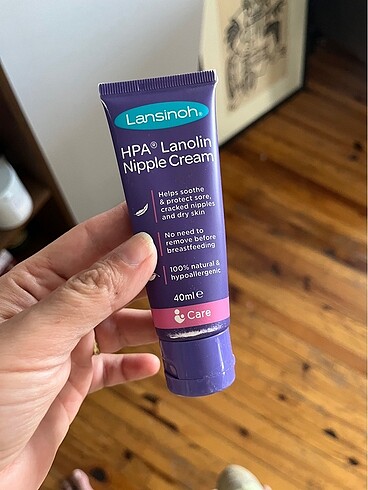 Lansinoh®
HPA® Lanolin
Nipple Cream
Helps soothe
& protect sore,
cracked nipples
and dry skin
No need to
remove before
breastfeeding
100% natural &
hypoallergenic
40ml ℮
Care